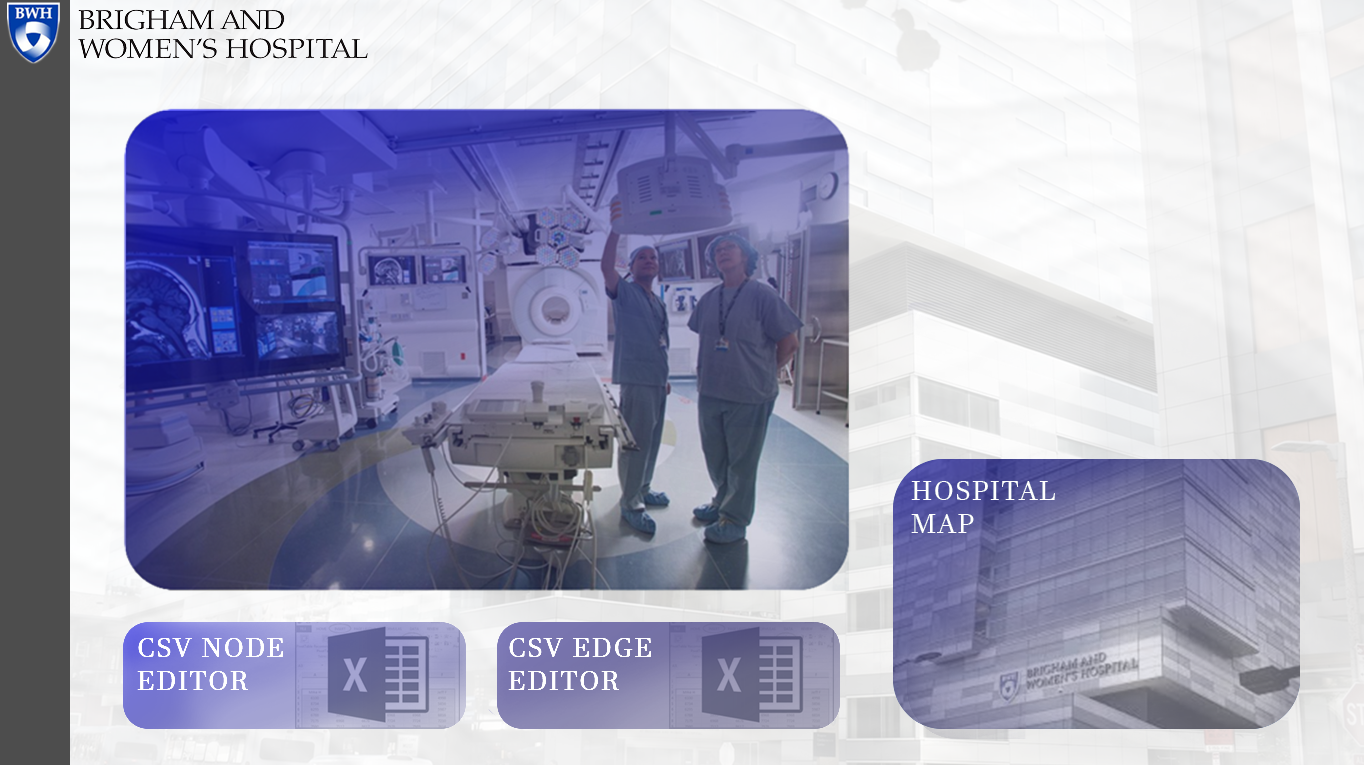 BWH
BRIGHAM AND
WOMEN'S HOSPITAL
HOSPITAL
MAP
BRIGHAM AND
WOMEN'S HOSPITAL
CSV NODE
EDITOR
X
CSV EDGE
EDITOR
X